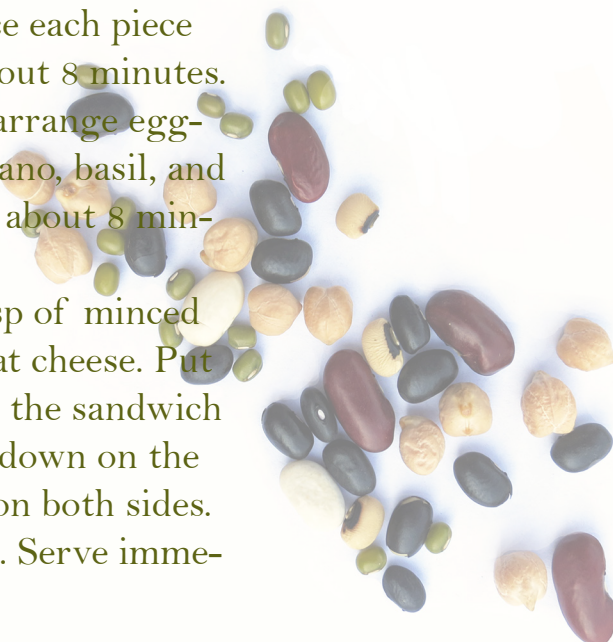 e each piece
out 8 minutes.
arrange egg-
ano, basil, and
about 8 min-
sp of minced
at cheese. Put
the sandwich
down on the
on both sides.
. Serve imme-